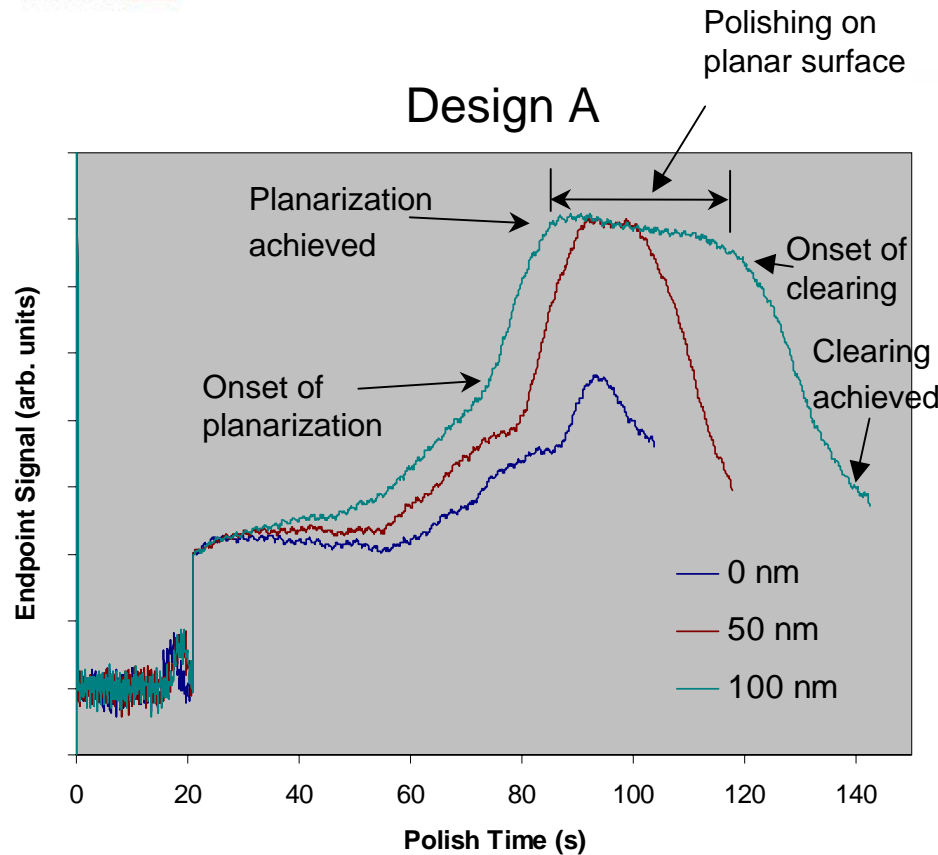 Polishing on
planar surface
Design A
Planarization
achieved
Onset of
clearing
Clearing
achieved
Onset of
planarization
Endpoint Signal (arb. units)
0 nm
50 nm
100 nm
0 20 40 60 80 100 120 140
Polish Time (s)